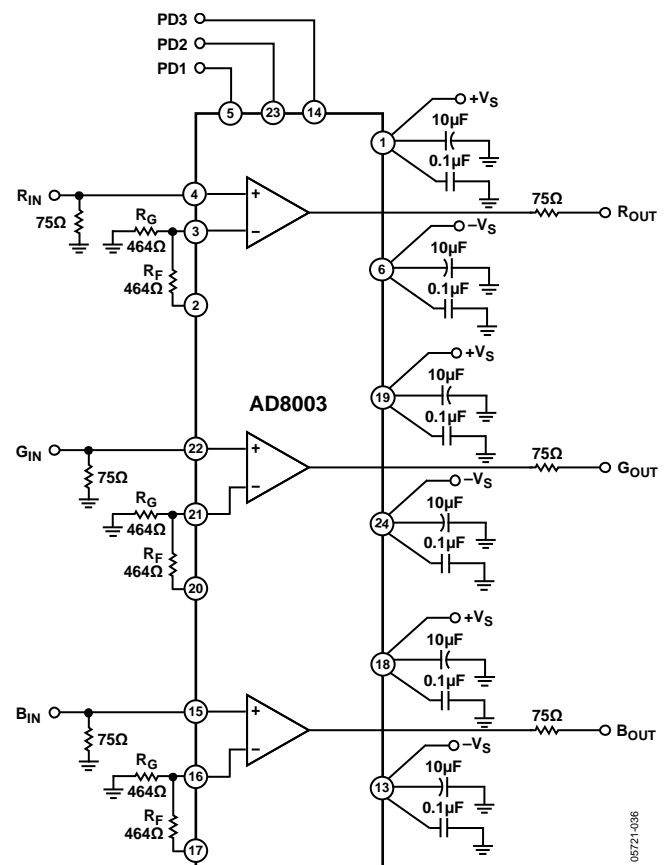 PD3
PD2
PD1
5
23
14
+VS
1
10µF
0.1µF
RIN
4
+
75Ω
RG
464Ω
3
−
RF
464Ω
2
75Ω
ROUT
−VS
6
10µF
0.1µF
+VS
19
10µF
0.1µF
AD8003
GIN
22
+
75Ω
RG
464Ω
21
−
RF
464Ω
20
75Ω
GOUT
−VS
24
10µF
0.1µF
+VS
18
10µF
0.1µF
BIN
15
+
75Ω
RG
464Ω
16
−
RF
464Ω
17
75Ω
BOUT
−VS
13
10µF
0.1µF
05721-036